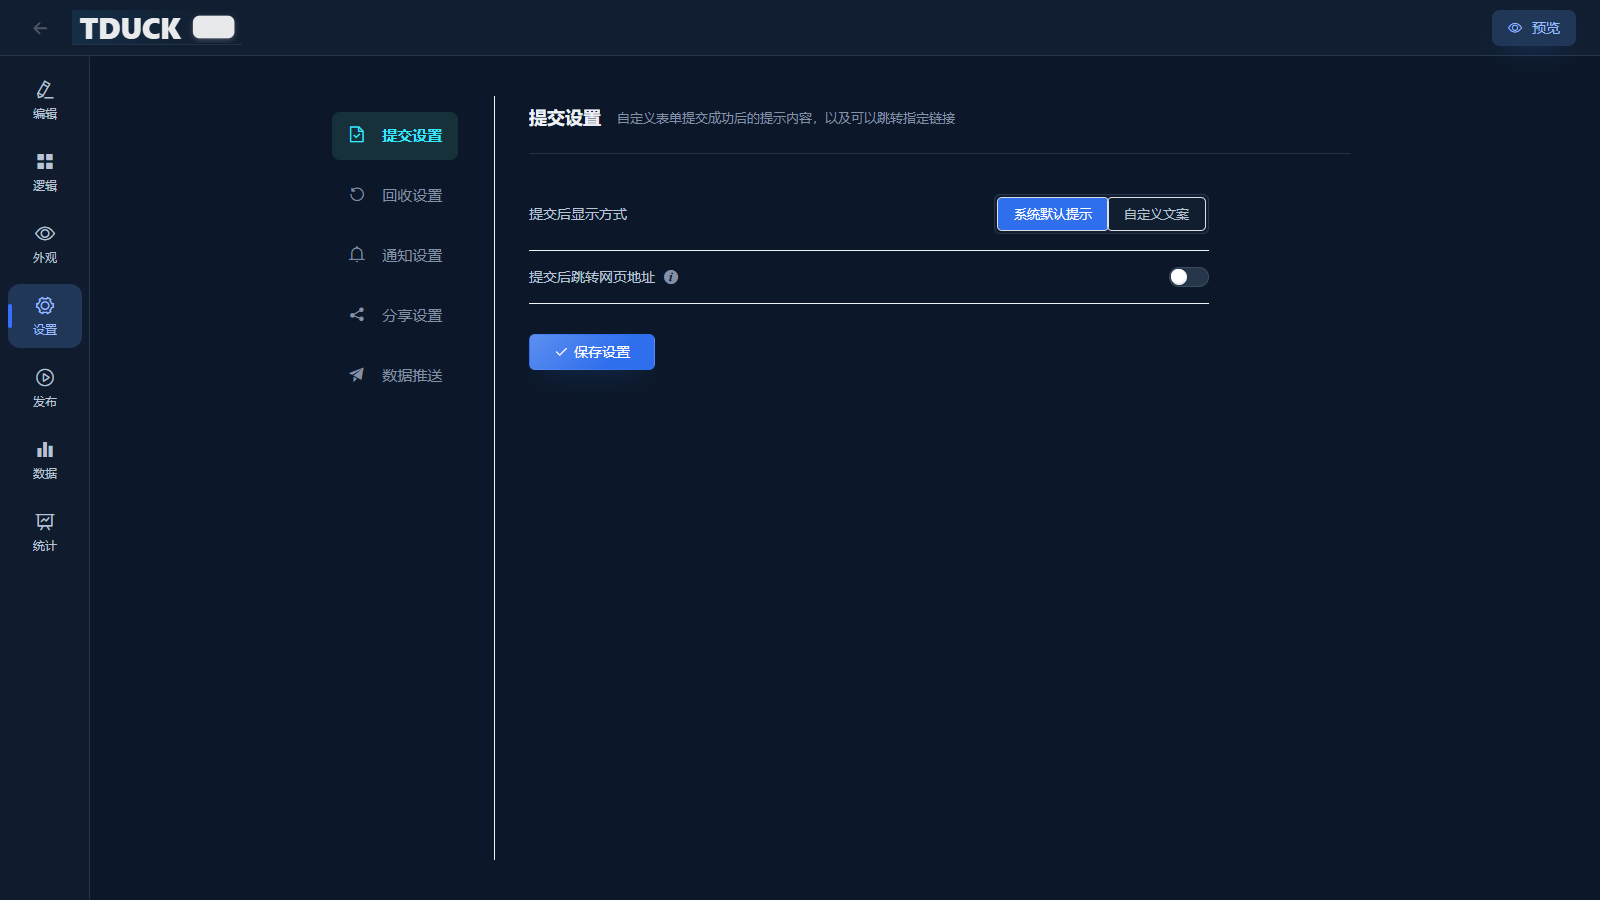 TDUCK
预览
编辑
逻辑
外观
设置
发布
数据
统计
提交设置
回收设置
通知设置
分享设置
数据推送
提交设置 自定义表单提交成功后的提示内容，以及可以跳转指定链接
提交后显示方式 系统默认提示 自定义文案
提交后跳转网页地址
保存设置